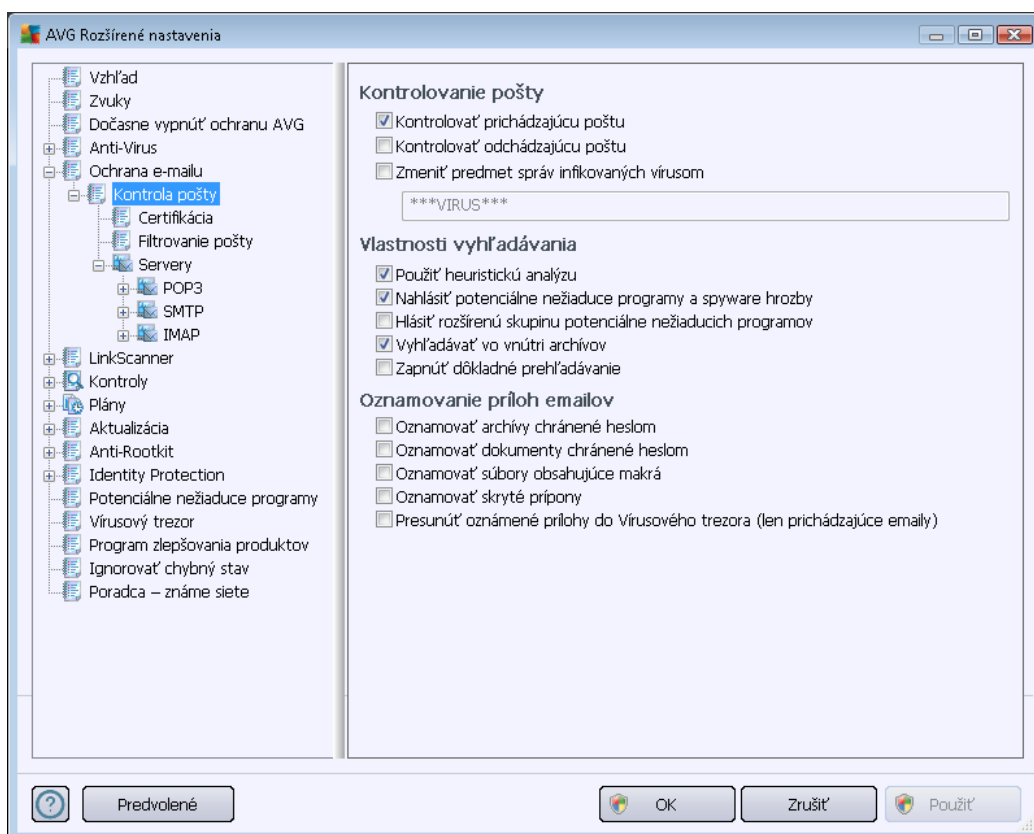 AVG Rozšírené nastavenia
Vzhľad
Zvuky
Dočasne vypnúť ochranu AVG
Anti-Virus
Ochrana e-mailu
Kontrola pošty
Certifikácia
Filtrovanie pošty
Servery
POP3
SMTP
IMAP
LinkScanner
Kontroly
Plány
Aktualizácia
Anti-Rootkit
Identity Protection
Potenciálne nežiaduce programy
Vírusový trezor
Program zlepšovania produktov
Ignorovať chybný stav
Poradca – známe siete
Kontrolovanie pošty
Kontrolovať prichádzajúcu poštu
Kontrolovať odchádzajúcu poštu
Zmeniť predmet správ infikovaných vírusom
***VIRUS***
Vlastnosti vyhľadávania
Použiť heuristickú analýzu
Nahlásiť potenciálne nežiaduce programy a spyware hrozby
Hlásiť rozšírenú skupinu potenciálne nežiaducich programov
Vyhľadávať vo vnútri archívov
Zapnúť dôkladné prehľadávanie
Oznamovanie príloh emailov
Oznamovať archívy chránené heslom
Oznamovať dokumenty chránené heslom
Oznamovať súbory obsahujúce makrá
Oznamovať skryté prípony
Presunúť oznámené prílohy do Vírusového trezora (len prichádzajúce emaily)
Predvolené
OK
Zrušiť
Použiť